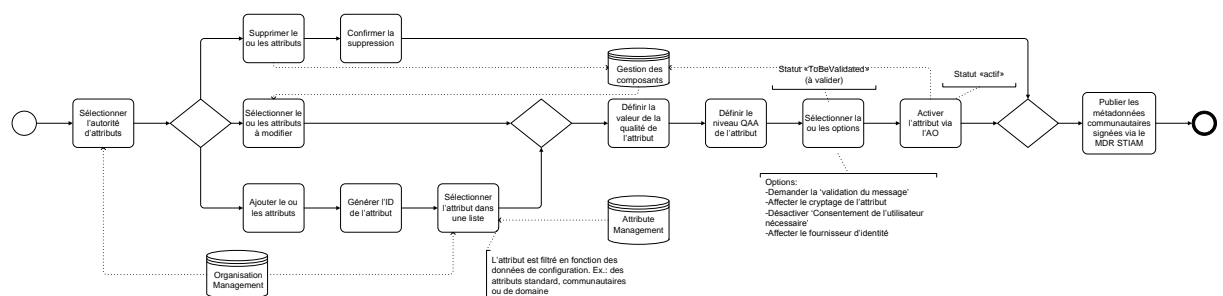 Supprimer le
ou les attributs
Confirmer la
suppression
Gestion des
composants
Statut «ToBeValidated»
(à valider)
Statut «actif»
Sélectionner
l'autorité
d'attributs
Sélectionner le
ou les attributs
à modifier
Définir la
valeur de la
qualité de
l'attribut
Définir le
niveau QAA
de l'attribut
Sélectionner la
ou les options
Activer
l'attribut via
l'AO
Publier les
métadonnées
communautaires
signées via le
MDR STIAM
Ajouter le ou
les attributs
Générer l'ID
de l'attribut
Sélectionner
l'attribut dans
une liste
Attribute
Management
Options:
-Demander la 'validation du message'
-Affecter le cryptage de l'attribut
-Désactiver 'Consentement de l'utilisateur
nécessaire'
-Affecter le fournisseur d'identité
Organisation
Management
L'attribut est filtré en fonction des
données de configuration. Ex.: des
attributs standard, communautaires
ou de domaine